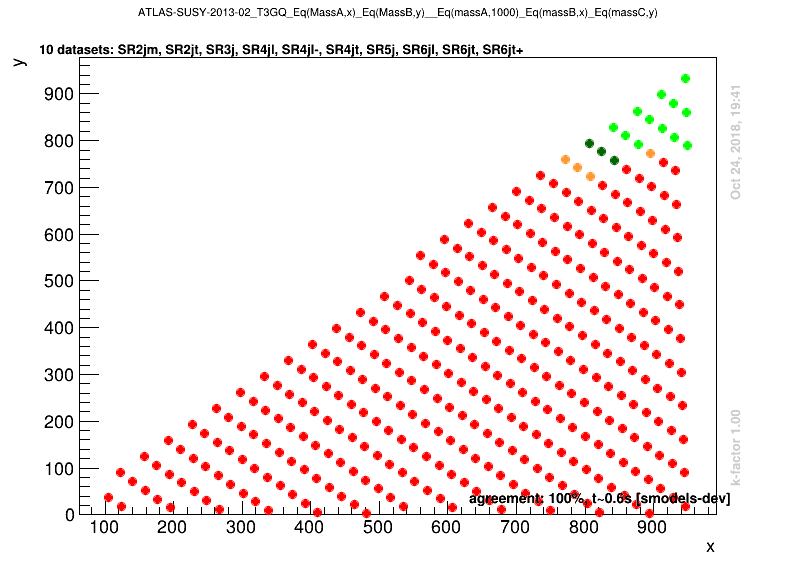 ATLAS-SUSY-2013-02_T3GQ_Eq(MassA,x)_Eq(MassB,y)__Eq(massA,1000)_Eq(massB,x)_Eq(massC,y)
10 datasets: SR2jm, SR2jt, SR3j, SR4jl, SR4jl-, SR4jt, SR5j, SR6jl, SR6jt, SR6jt+
y
900
800
700
600
500
400
300
200
100
0
100 200 300 400 500 600 700 800 900
x
agreement: 100%, t~0.6s [smodels-dev]
Oct 24, 2018, 19:41
k-factor 1.00